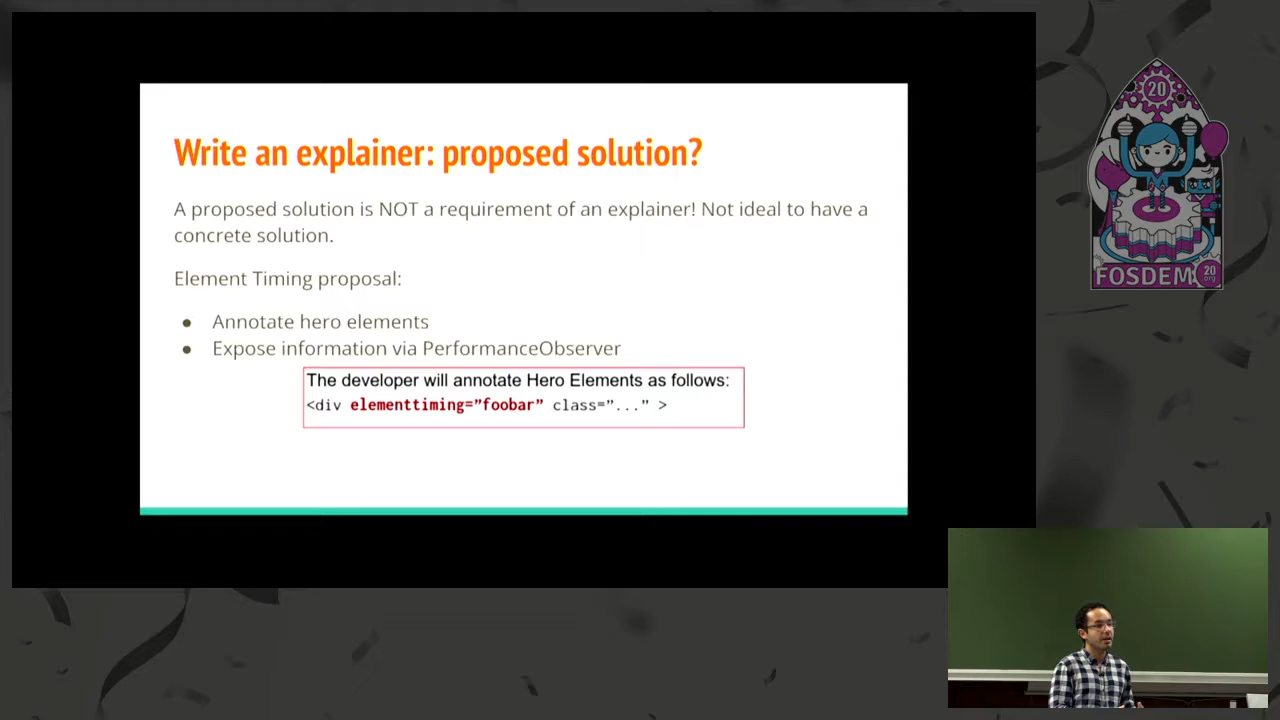 Write an explainer: proposed solution?
A proposed solution is NOT a requirement of an explainer! Not ideal to have a
concrete solution.
Element Timing proposal:
● Annotate hero elements
● Expose information via PerformanceObserver
The developer will annotate Hero Elements as follows:
<div elementtiming=”foobar” class=”...” >
20
FOSDEM
20
.org